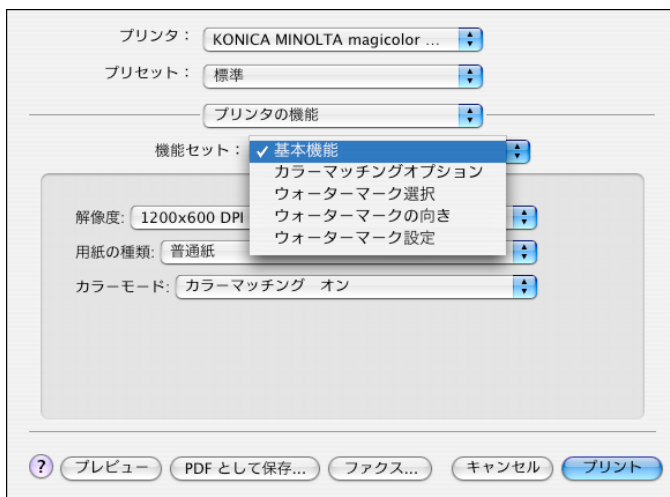 プリンタ： KONICA MINOLTA magicolor ...
プリセット： 標準
プリンタの機能
機能セット： ✓ 基本機能
カラーマッチングオプション
ウォーターマーク選択
ウォーターマークの向き
ウォーターマーク設定
解像度: 1200x600 DPI
用紙の種類: 普通紙
カラーモード: カラーマッチング　オン
? プレビュー PDF として保存... ファクス... キャンセル プリント